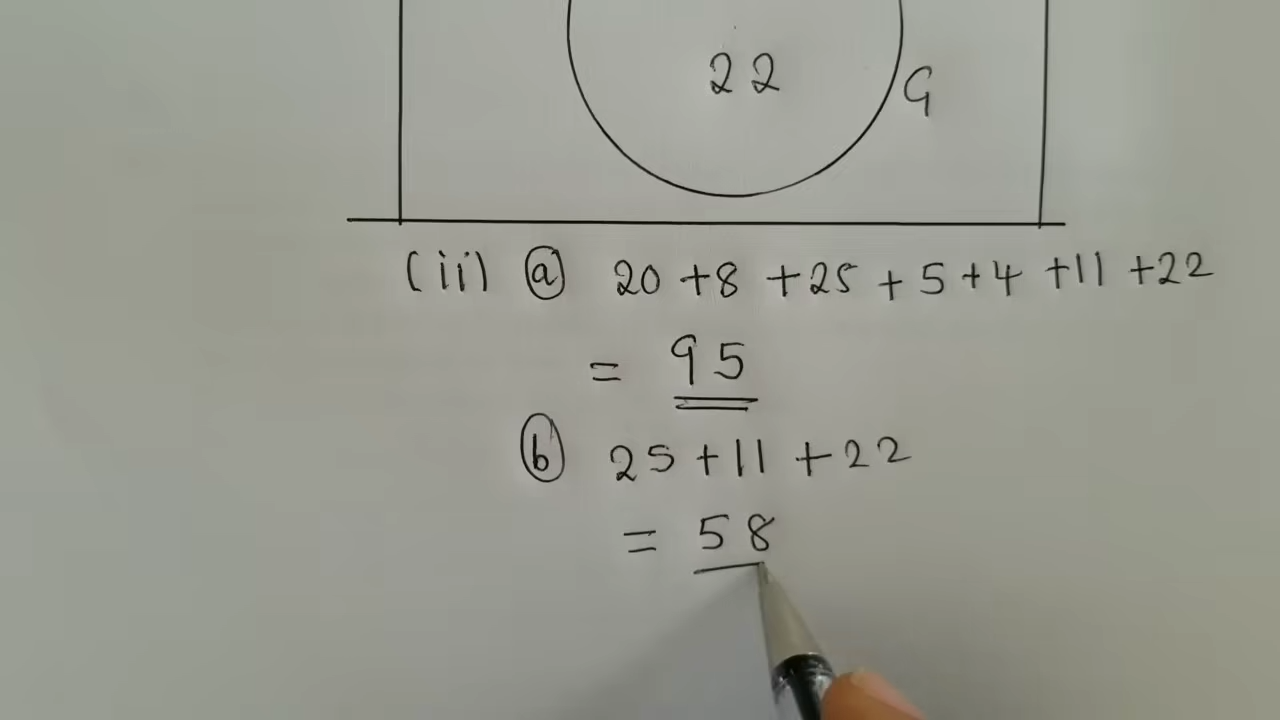 22
G
(ii) (a) 20 + 8 + 25 + 5 + 4 + 11 + 22
= 95
(b) 25 + 11 + 22
= 58